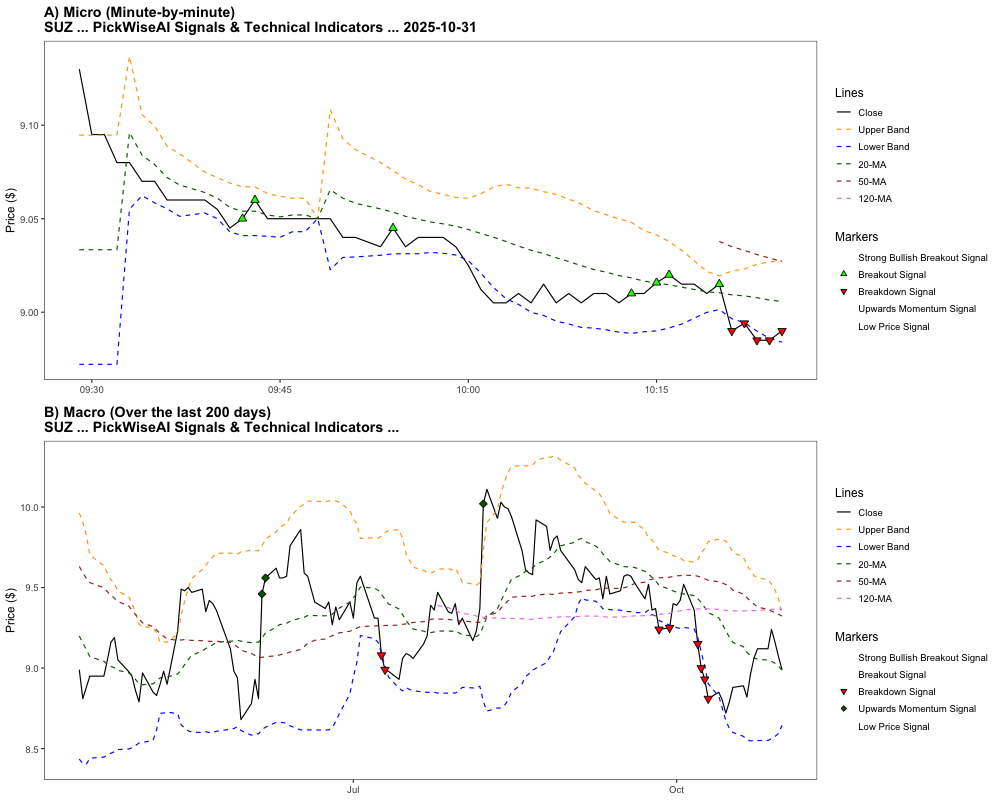 A) Micro (Minute-by-minute)
SUZ ... PickWiseAI Signals & Technical Indicators ... 2025-10-31
Price ($)
9.10
9.05
9.00
09:30
09:45
10:00
10:15
Lines
Close
Upper Band
Lower Band
20-MA
50-MA
120-MA
Markers
Strong Bullish Breakout Signal
Breakout Signal
Breakdown Signal
Upwards Momentum Signal
Low Price Signal
B) Macro (Over the last 200 days)
SUZ ... PickWiseAI Signals & Technical Indicators ...
Price ($)
10.0
9.5
9.0
8.5
Jul
Oct
Lines
Close
Upper Band
Lower Band
20-MA
50-MA
120-MA
Markers
Strong Bullish Breakout Signal
Breakout Signal
Breakdown Signal
Upwards Momentum Signal
Low Price Signal